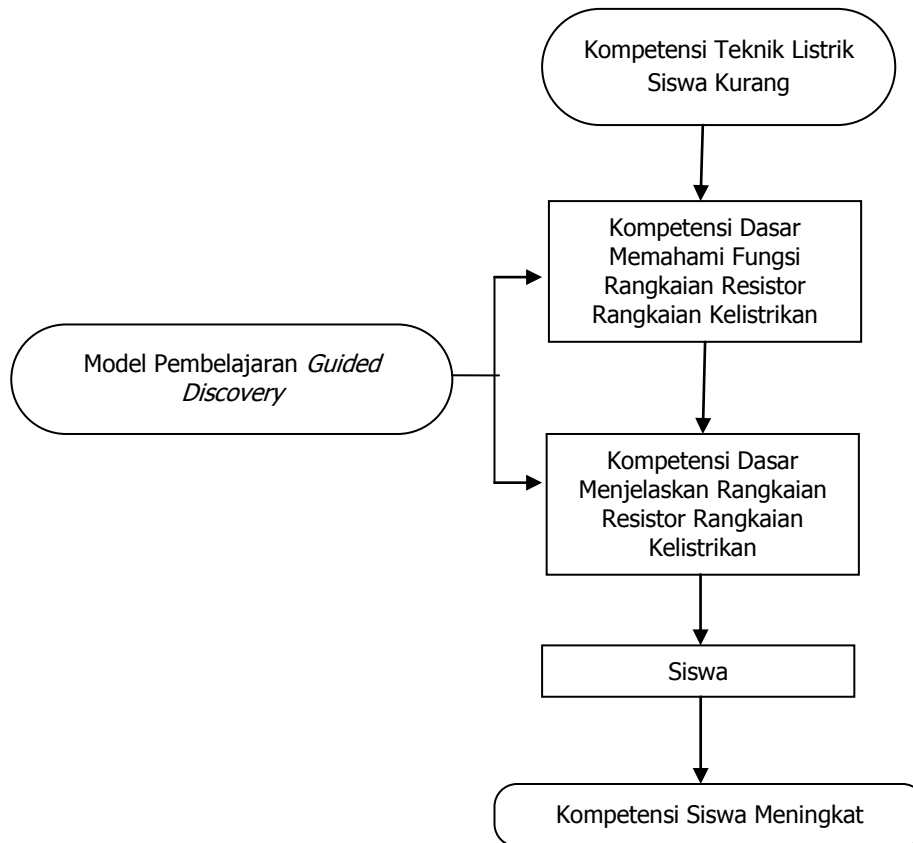 Kompetensi Teknik Listrik
Siswa Kurang
Kompetensi Dasar
Memahami Fungsi
Rangkaian Resistor
Rangkaian Kelistrikan
Model Pembelajaran Guided
Discovery
Kompetensi Dasar
Menjelaskan Rangkaian
Resistor Rangkaian
Kelistrikan
Siswa
Kompetensi Siswa Meningkat